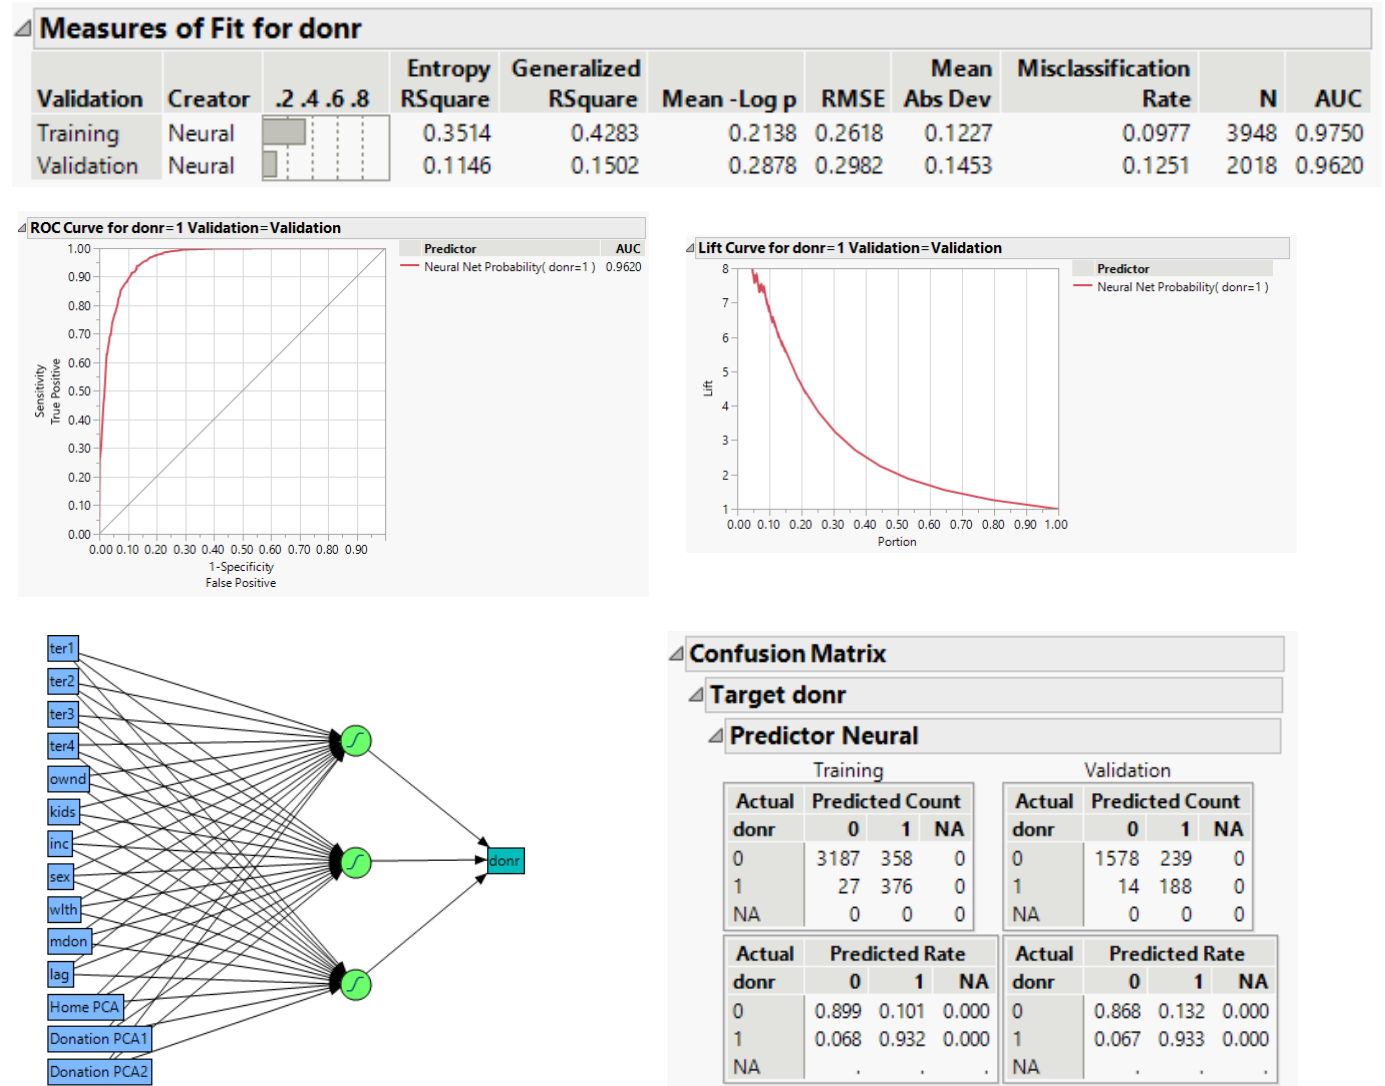 Measures of Fit for donr
Entropy Generalized Mean Misclassification
Validation Creator .2 .4 .6 .8 RSquare RSquare Mean -Log p RMSE Abs Dev Rate N AUC
Training Neural 0.3514 0.4283 0.2138 0.2618 0.1227 0.0977 3948 0.9750
Validation Neural 0.1146 0.1502 0.2878 0.2982 0.1453 0.1251 2018 0.9620
ROC Curve for donr=1 Validation=Validation
Predictor AUC
Neural Net Probability( donr=1 ) 0.9620
1.00
0.90
0.80
0.70
0.60
0.50
0.40
0.30
0.20
0.10
0.00
Sensitivity
True Positive
0.00 0.10 0.20 0.30 0.40 0.50 0.60 0.70 0.80 0.90
1-Specificity
False Positive
Lift Curve for donr=1 Validation=Validation
Predictor
Neural Net Probability( donr=1 )
8
7
6
5
4
3
2
1
Lift
0.00 0.10 0.20 0.30 0.40 0.50 0.60 0.70 0.80 0.90 1.00
Portion
ter1
ter2
ter3
ter4
ownd
kids
inc
sex
wlth
mdon
lag
Home PCA
Donation PCA1
Donation PCA2
donr
Confusion Matrix
Target donr
Predictor Neural
Training
Actual Predicted Count
donr 0 1 NA
0 3187 358 0
1 27 376 0
NA 0 0 0
Actual Predicted Rate
donr 0 1 NA
0 0.899 0.101 0.000
1 0.068 0.932 0.000
NA . . .
Validation
Actual Predicted Count
donr 0 1 NA
0 1578 239 0
1 14 188 0
NA 0 0 0
Actual Predicted Rate
donr 0 1 NA
0 0.868 0.132 0.000
1 0.067 0.933 0.000
NA . . .